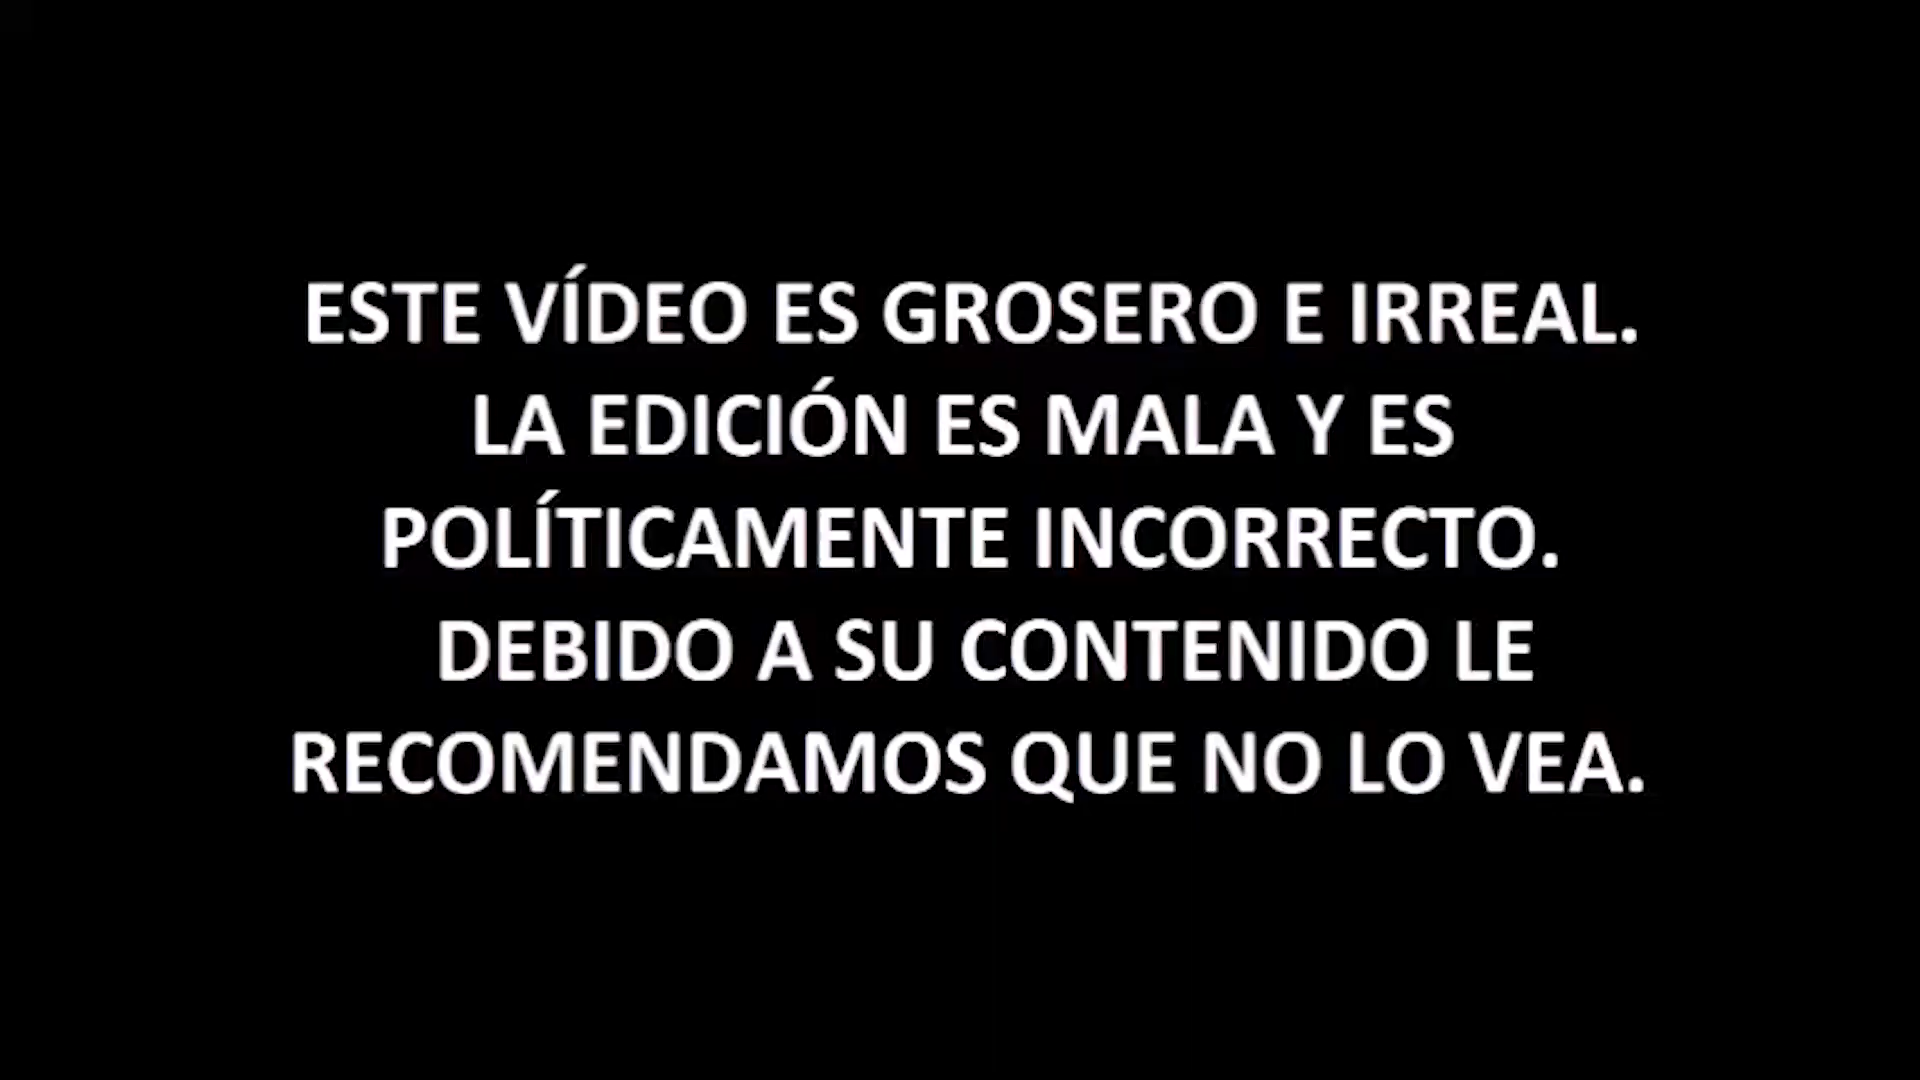 ESTE VÍDEO ES GROSERO E IRREAL.
LA EDICIÓN ES MALA Y ES
POLÍTICAMENTE INCORRECTO.
DEBIDO A SU CONTENIDO LE
RECOMENDAMOS QUE NO LO VEA.